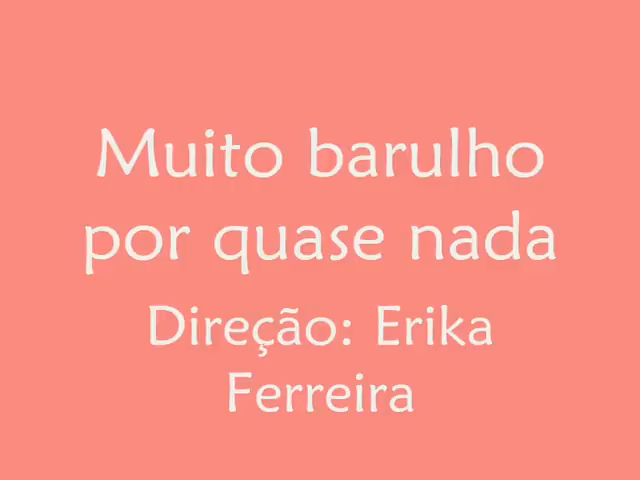 Muito barulho
por quase nada
Direção: Erika
Ferreira